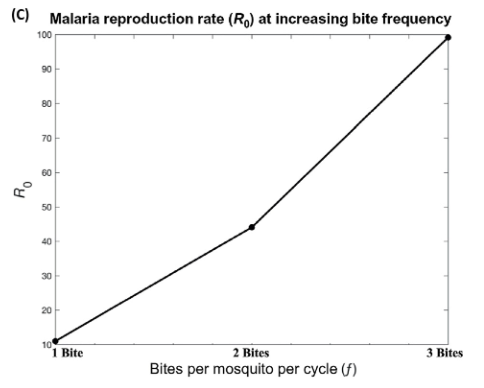 (C) Malaria reproduction rate (R0) at increasing bite frequency
100
90
80
70
60
50
40
30
20
10
R0
1 Bite 2 Bites 3 Bites
Bites per mosquito per cycle (f)